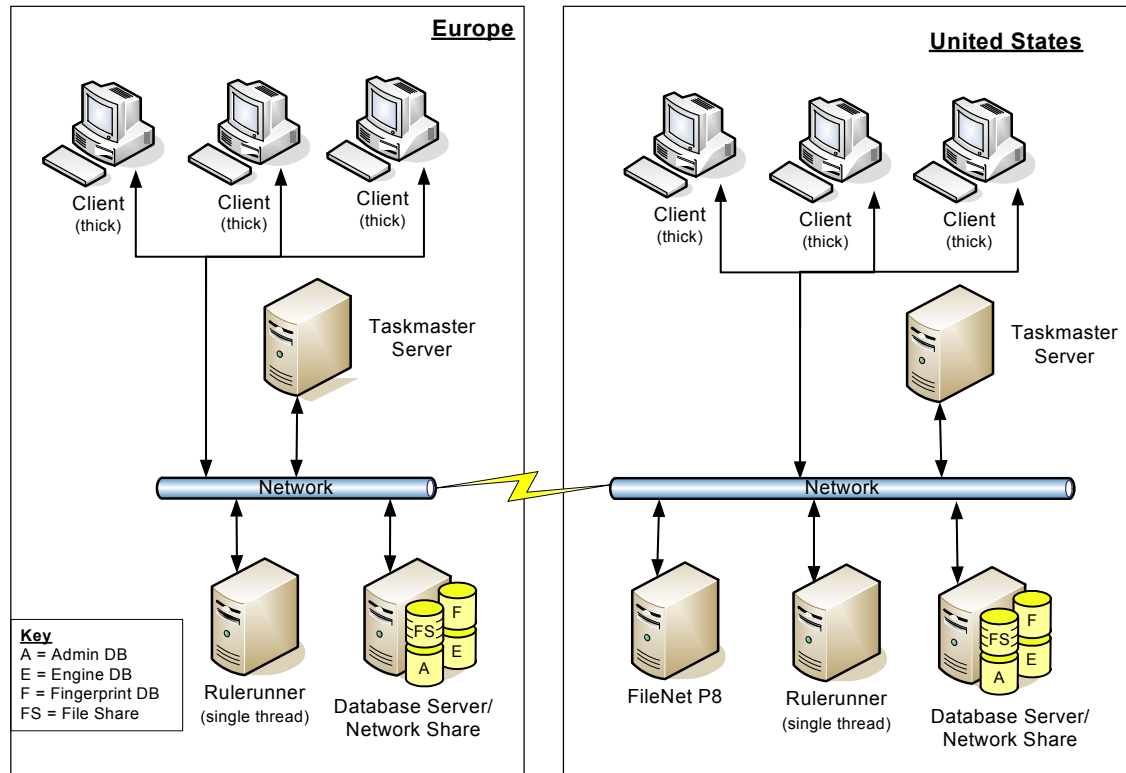 Europe
Client
(thick)
Client
(thick)
Client
(thick)
Taskmaster
Server
Network
Rulerunner
(single thread)
FS
F
A
E
Database Server/
Network Share
Key
A = Admin DB
E = Engine DB
F = Fingerprint DB
FS = File Share
United States
Client
(thick)
Client
(thick)
Client
(thick)
Taskmaster
Server
Network
FileNet P8
Rulerunner
(single thread)
FS
F
A
E
Database Server/
Network Share